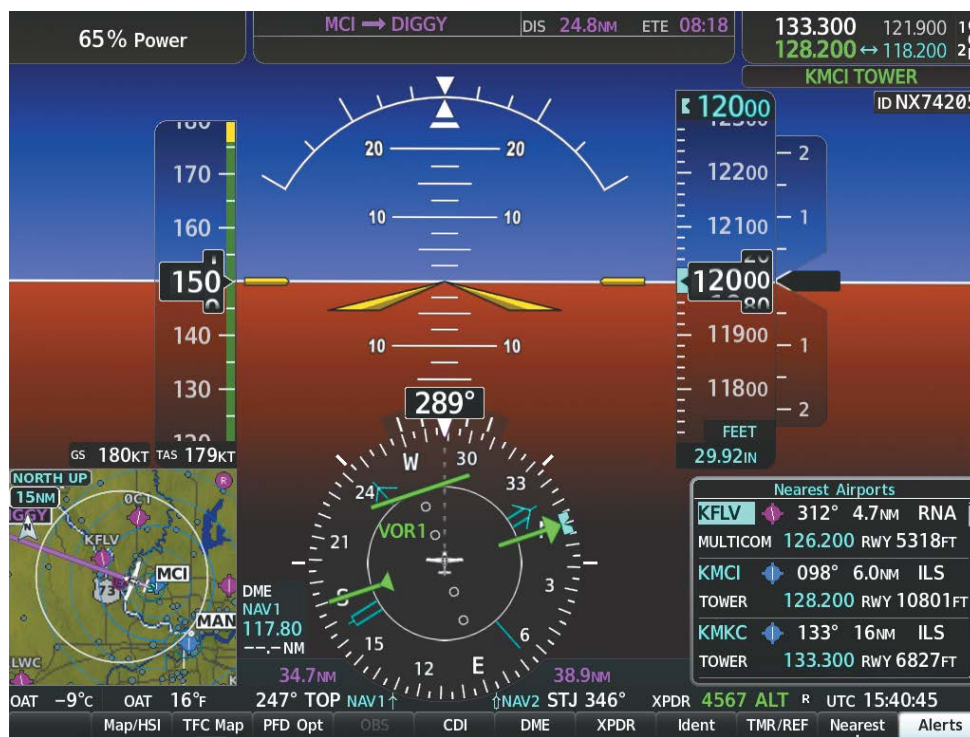 65% Power
MCI → DIGGY DIS 24.8NM ETE 08:18
133.300 121.900
128.200 ↔ 118.200
KMCI TOWER
ID NX74205
12000
170
160
150
140
130
20 20
10 10
10 10
12200
12100
12000
20
80
11900
11800
2
1
1
2
FEET
29.92IN
289°
GS 180KT TAS 179KT
NORTH UP
15NM
0CT
KFLV
MCI
73
MAN
LWC
W 30 33 3 6 E 12 15 S 21 24
VOR1
DME
NAV1
117.80
--.-NM
Nearest Airports
KFLV 312° 4.7NM RNA
MULTICOM 126.200 RWY 5318FT
KMCI 098° 6.0NM ILS
TOWER 128.200 RWY 10801FT
KMKC 133° 16NM ILS
TOWER 133.300 RWY 6827FT
34.7NM 38.9NM
OAT -9°C OAT 16°F 247° TOP NAV1↑ ⇧NAV2 STJ 346° XPDR 4567 ALT R UTC 15:40:45
Map/HSI TFC Map PFD Opt OBS CDI DME XPDR Ident TMR/REF Nearest Alerts